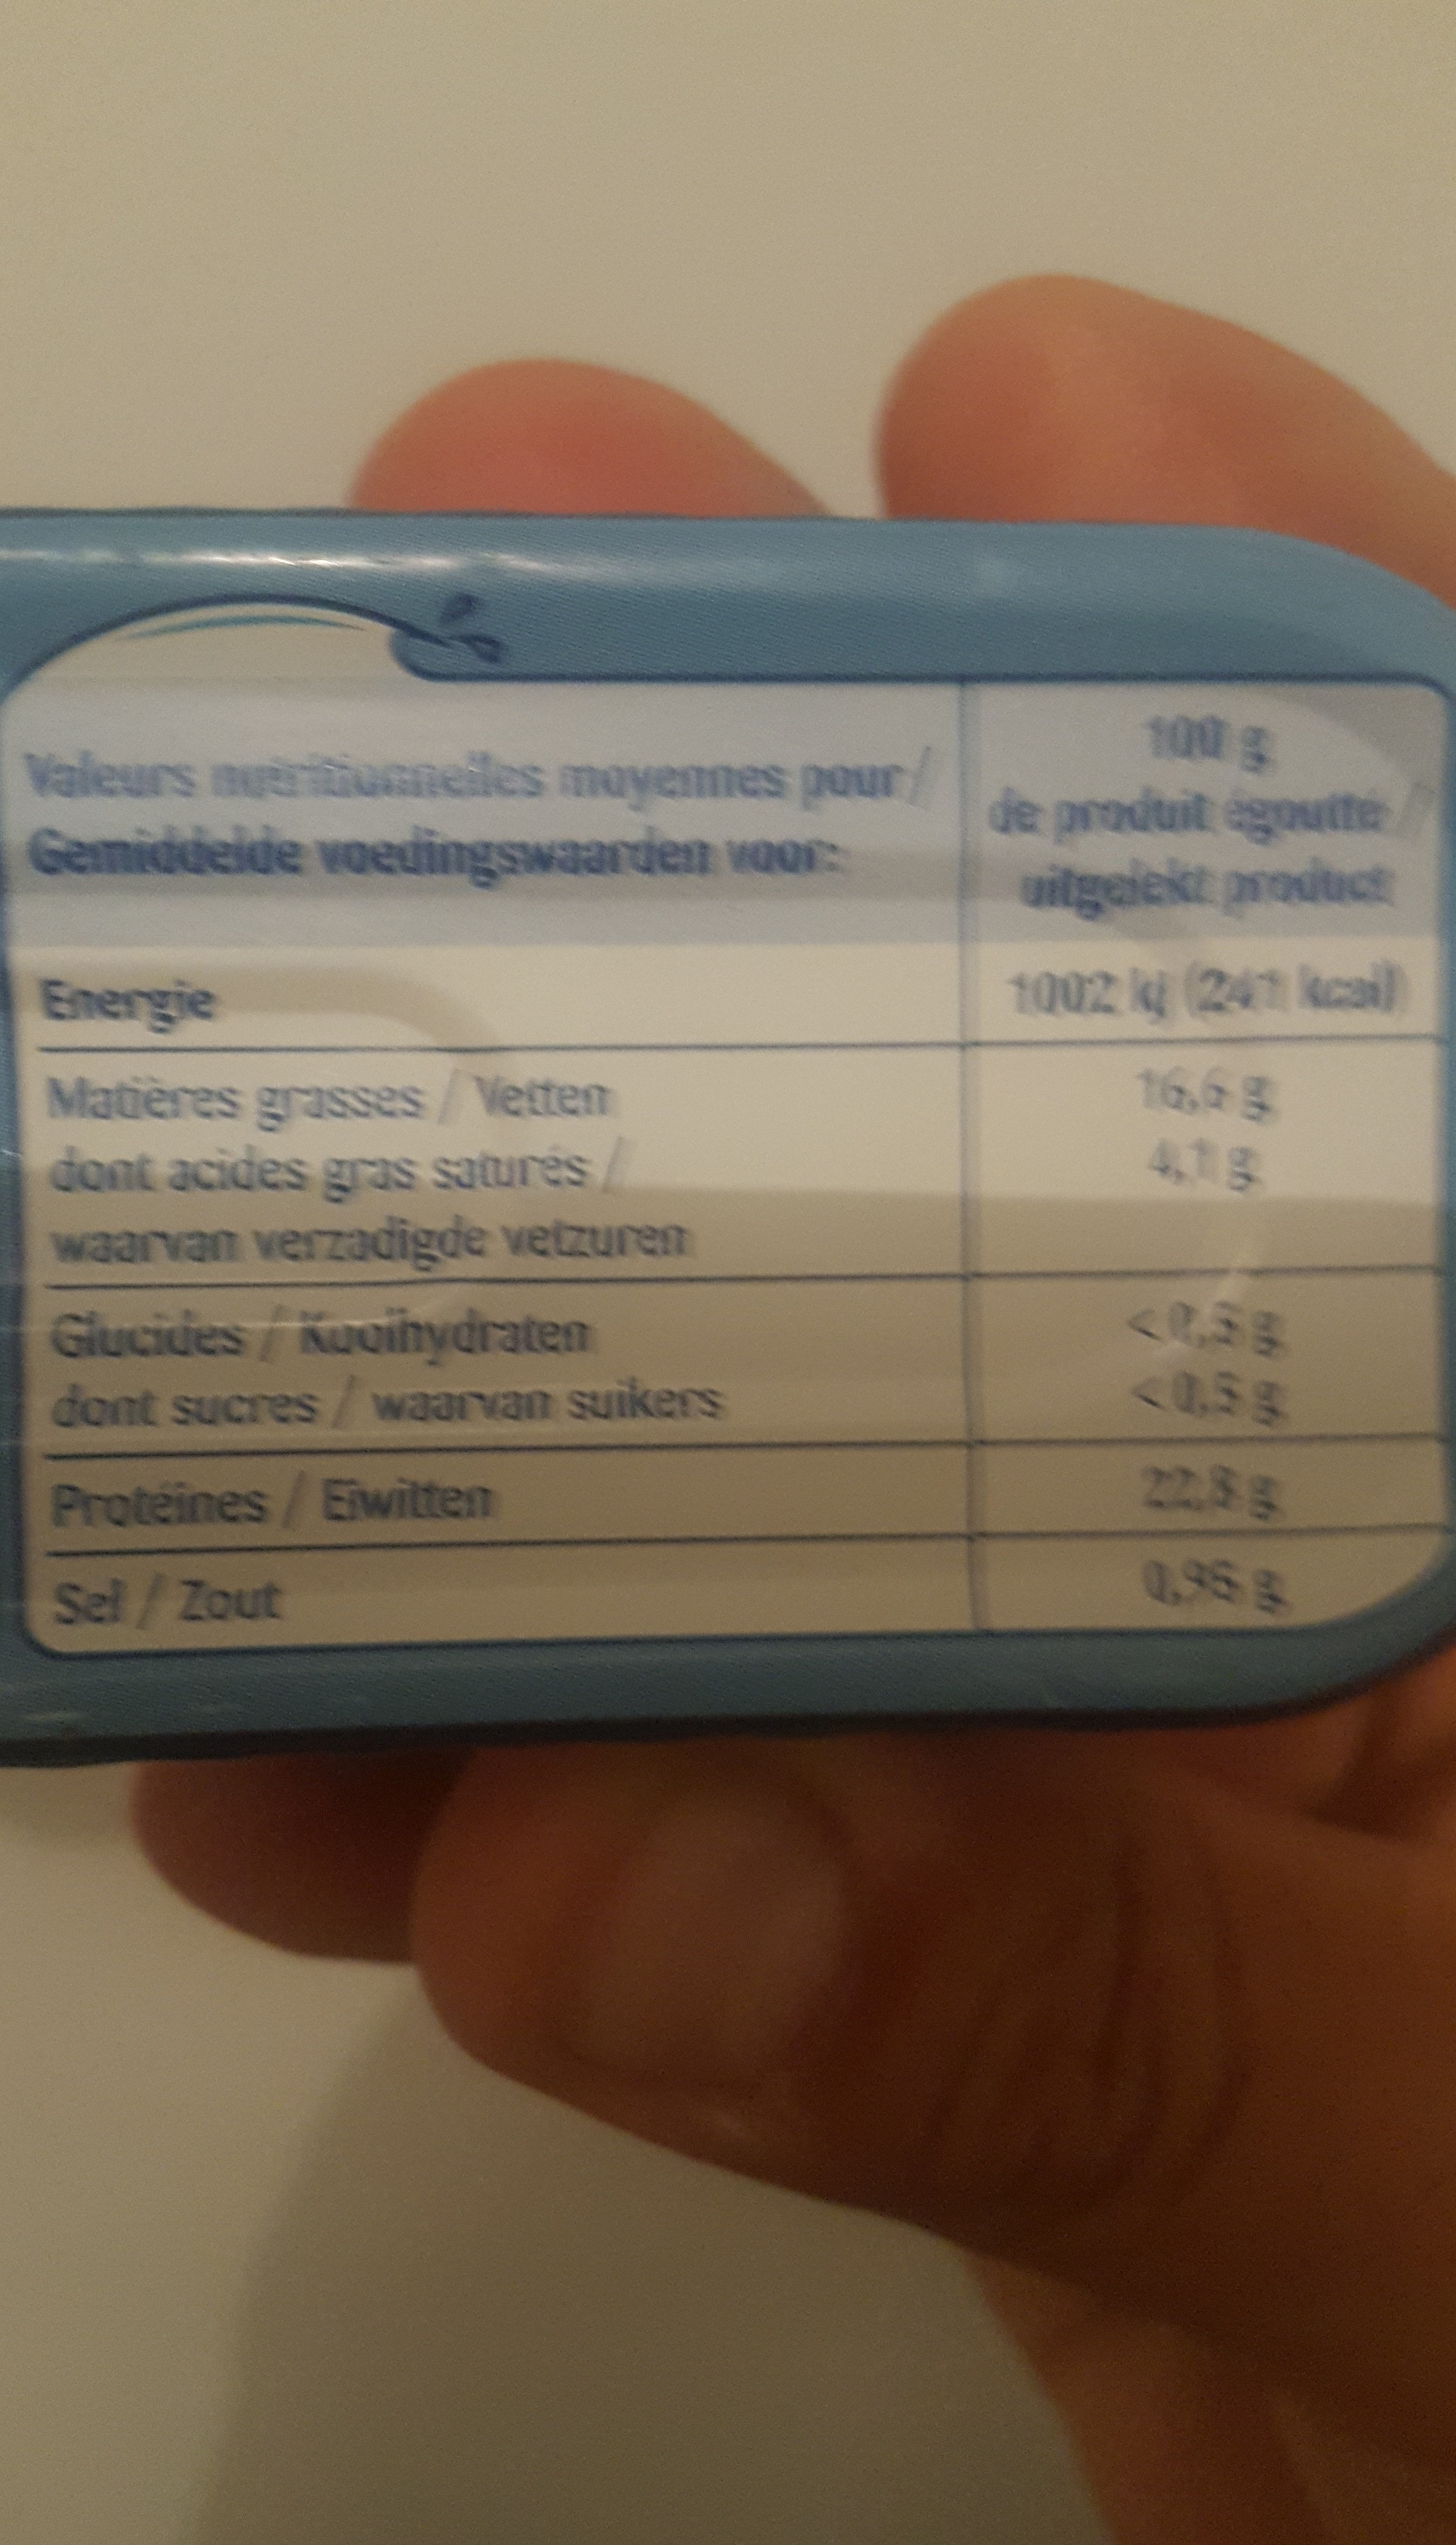 100 g
Valeurs nutritionnelles moyennes pour / de produit égoutté /
Gemiddelde voedingswaarden voor: uitgelekt product
Energie 1002 kj (241 kcal)
Matières grasses / Vetten 16,6 g
dont acides gras saturés / 4,1 g
waarvan verzadigde vetzuren
Glucides / Koolhydraten < 0,5 g
dont sucres / waarvan suikers < 0,5 g
Protéines / Eiwitten 22,8 g
Sel / Zout